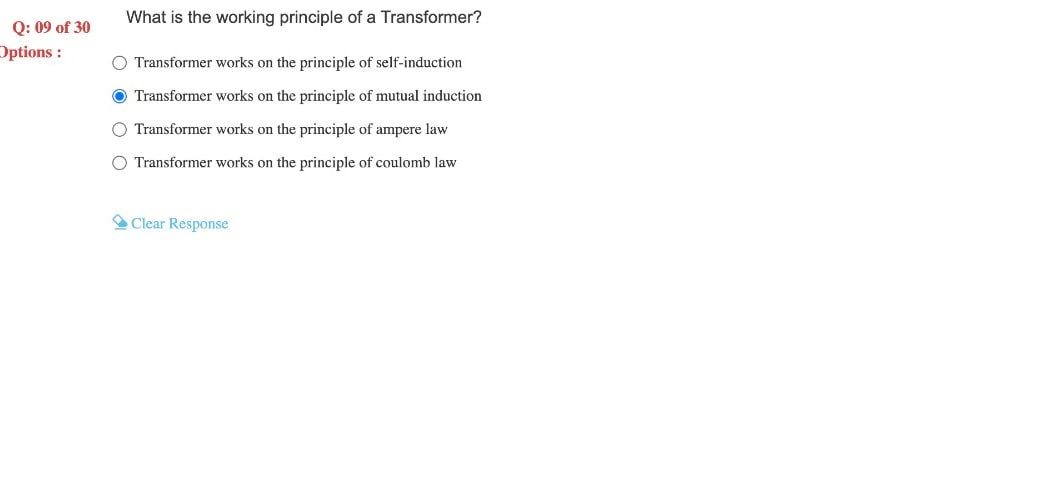 Q: 09 of 30
What is the working principle of a Transformer?
Options :
Transformer works on the principle of self-induction
Transformer works on the principle of mutual induction
Transformer works on the principle of ampere law
Transformer works on the principle of coulomb law
Clear Response